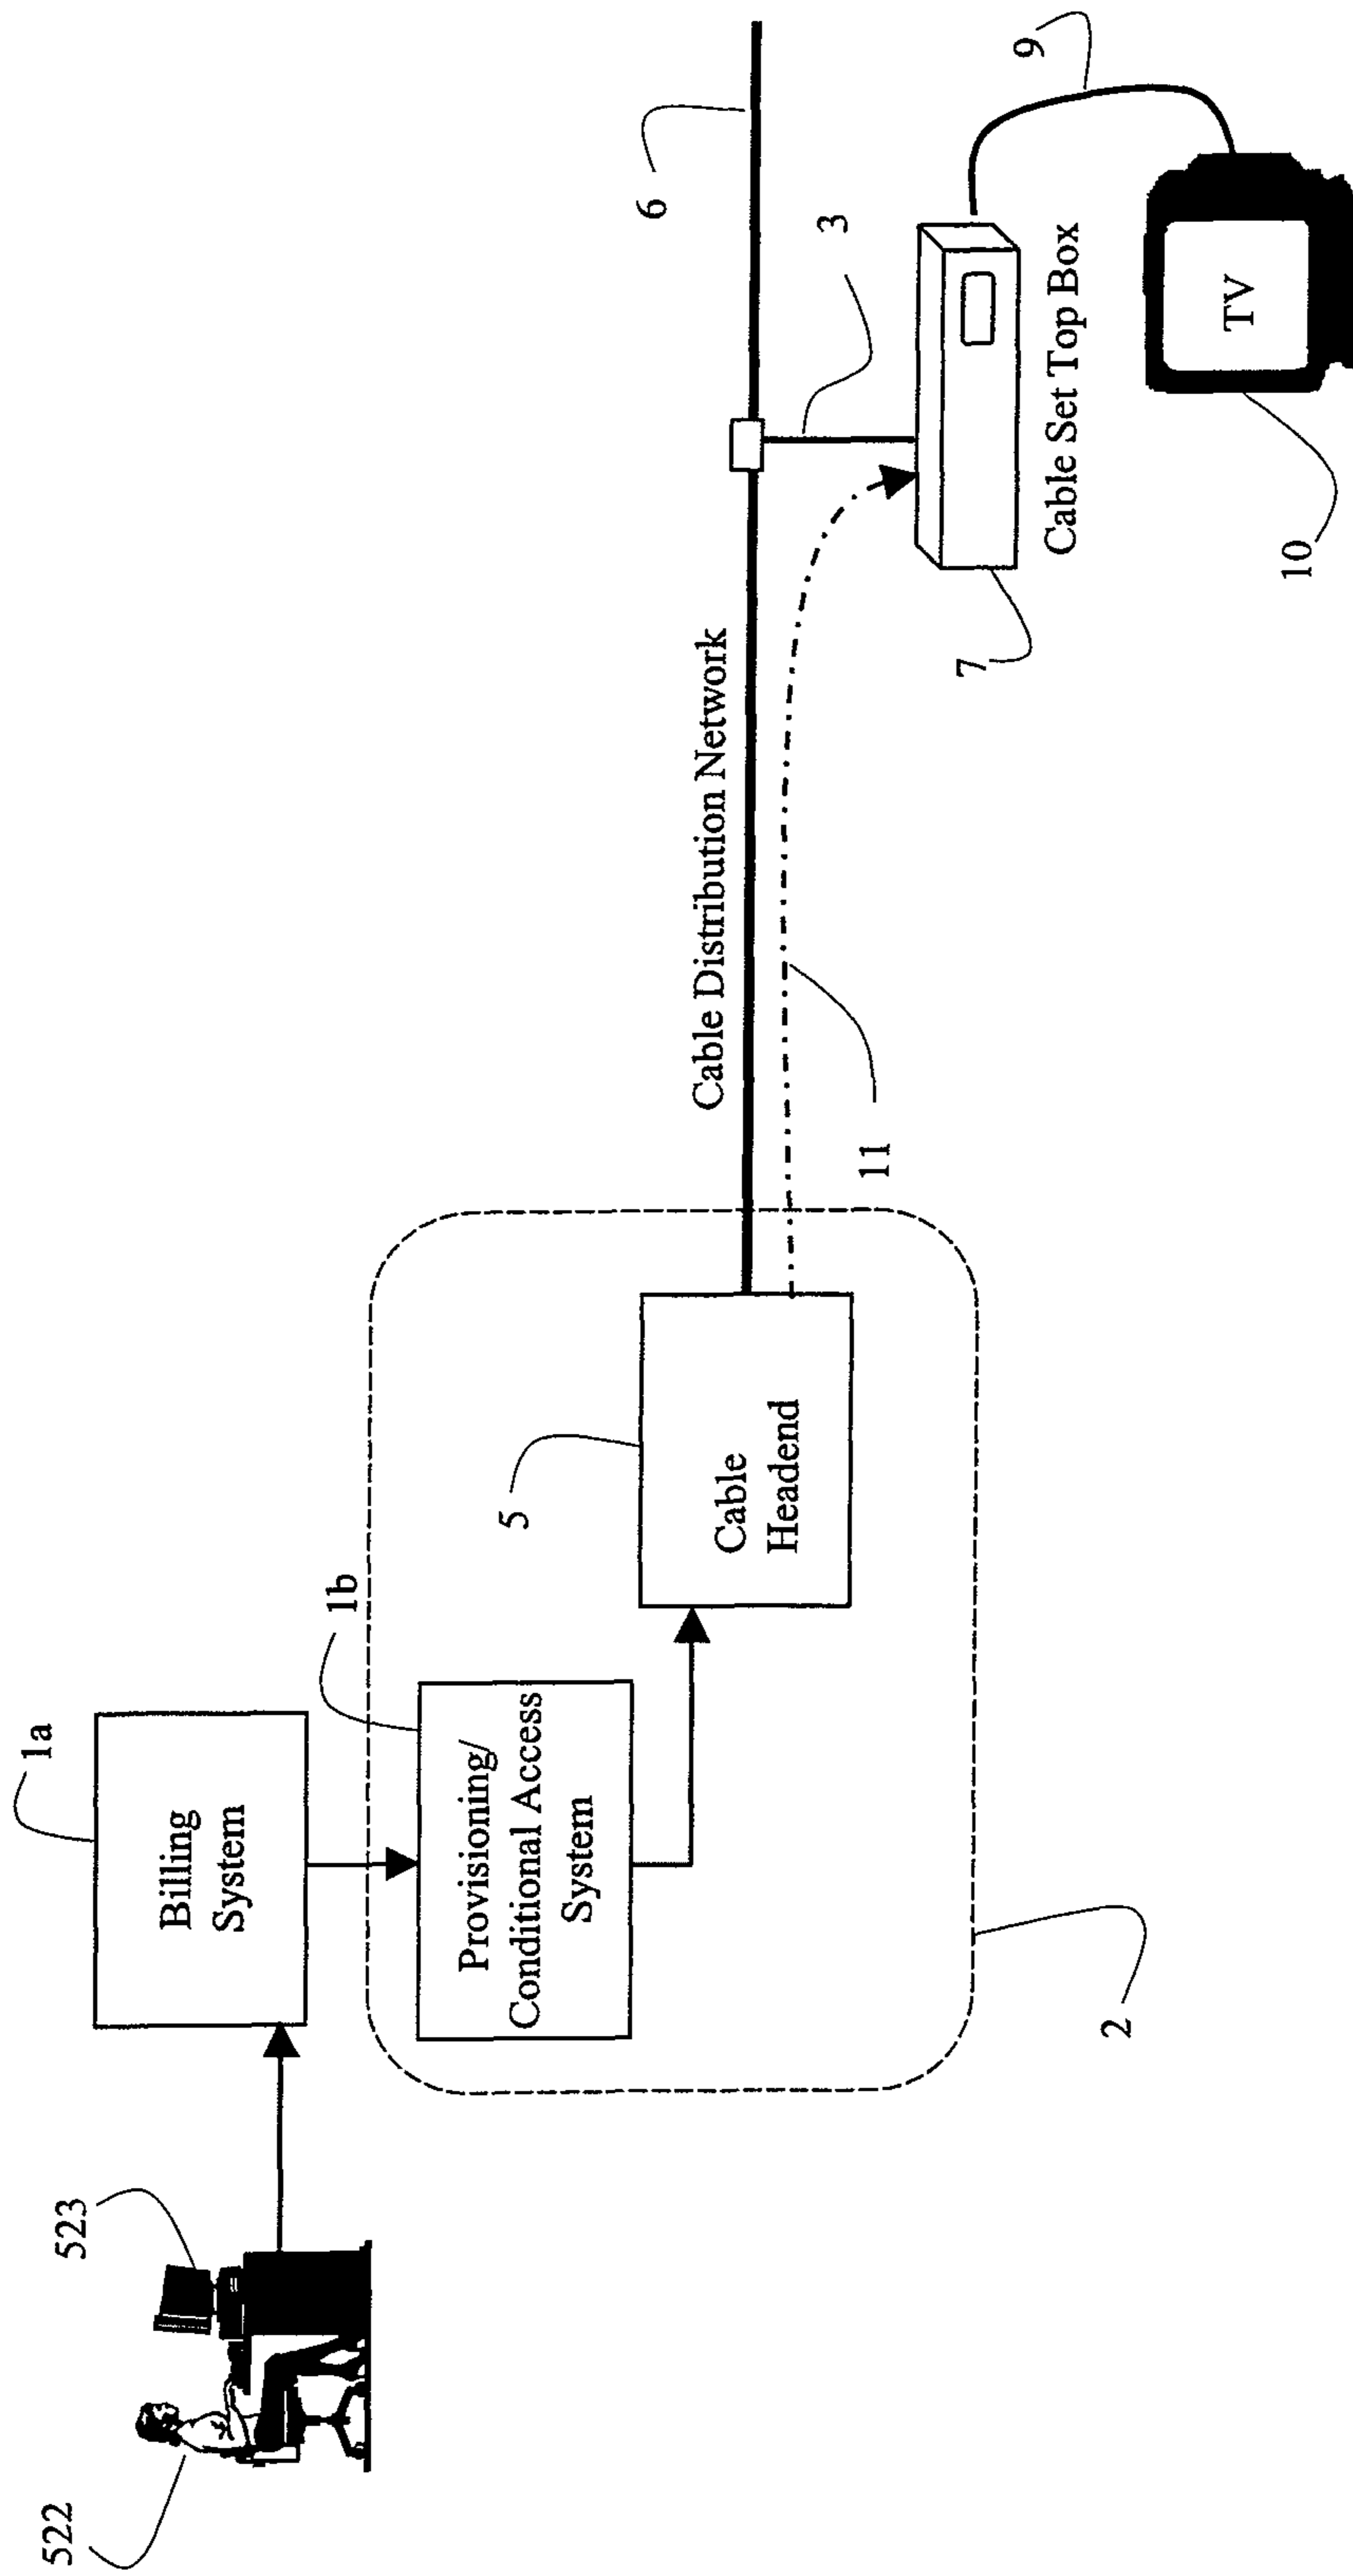 522
523
1a
Billing
System
1b
Provisioning/
Conditional Access
System
5
Cable
Headend
2
Cable Distribution Network
11
6
3
7
Cable Set Top Box
9
TV
10